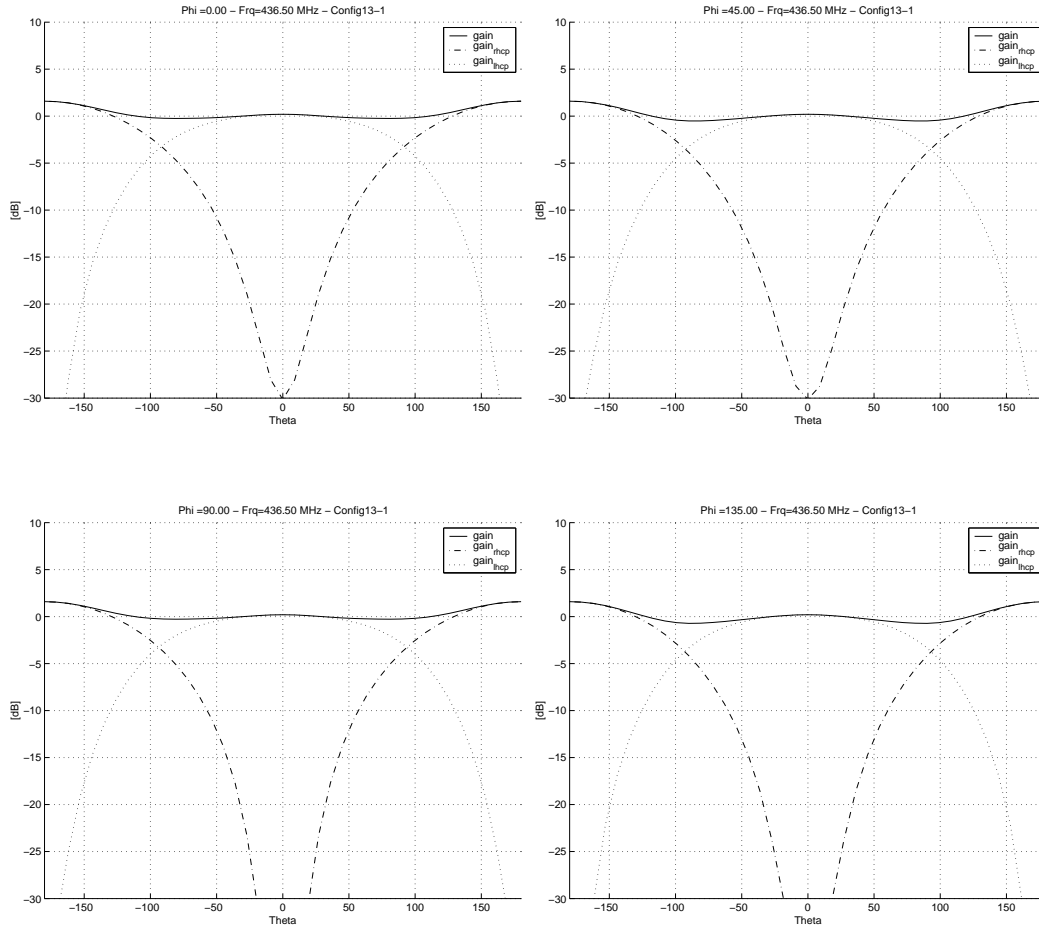 Phi =0.00 − Frq=436.50 MHz − Config13−1
10
5
0
−5
−10
−15
−20
−25
−30
[dB]
−150 −100 −50 0 50 100 150
Theta
gain
gain_rhcp
gain_lhcp
Phi =45.00 − Frq=436.50 MHz − Config13−1
10
5
0
−5
−10
−15
−20
−25
−30
[dB]
−150 −100 −50 0 50 100 150
Theta
gain
gain_rhcp
gain_lhcp
Phi =90.00 − Frq=436.50 MHz − Config13−1
10
5
0
−5
−10
−15
−20
−25
−30
[dB]
−150 −100 −50 0 50 100 150
Theta
gain
gain_rhcp
gain_lhcp
Phi =135.00 − Frq=436.50 MHz − Config13−1
10
5
0
−5
−10
−15
−20
−25
−30
[dB]
−150 −100 −50 0 50 100 150
Theta
gain
gain_rhcp
gain_lhcp